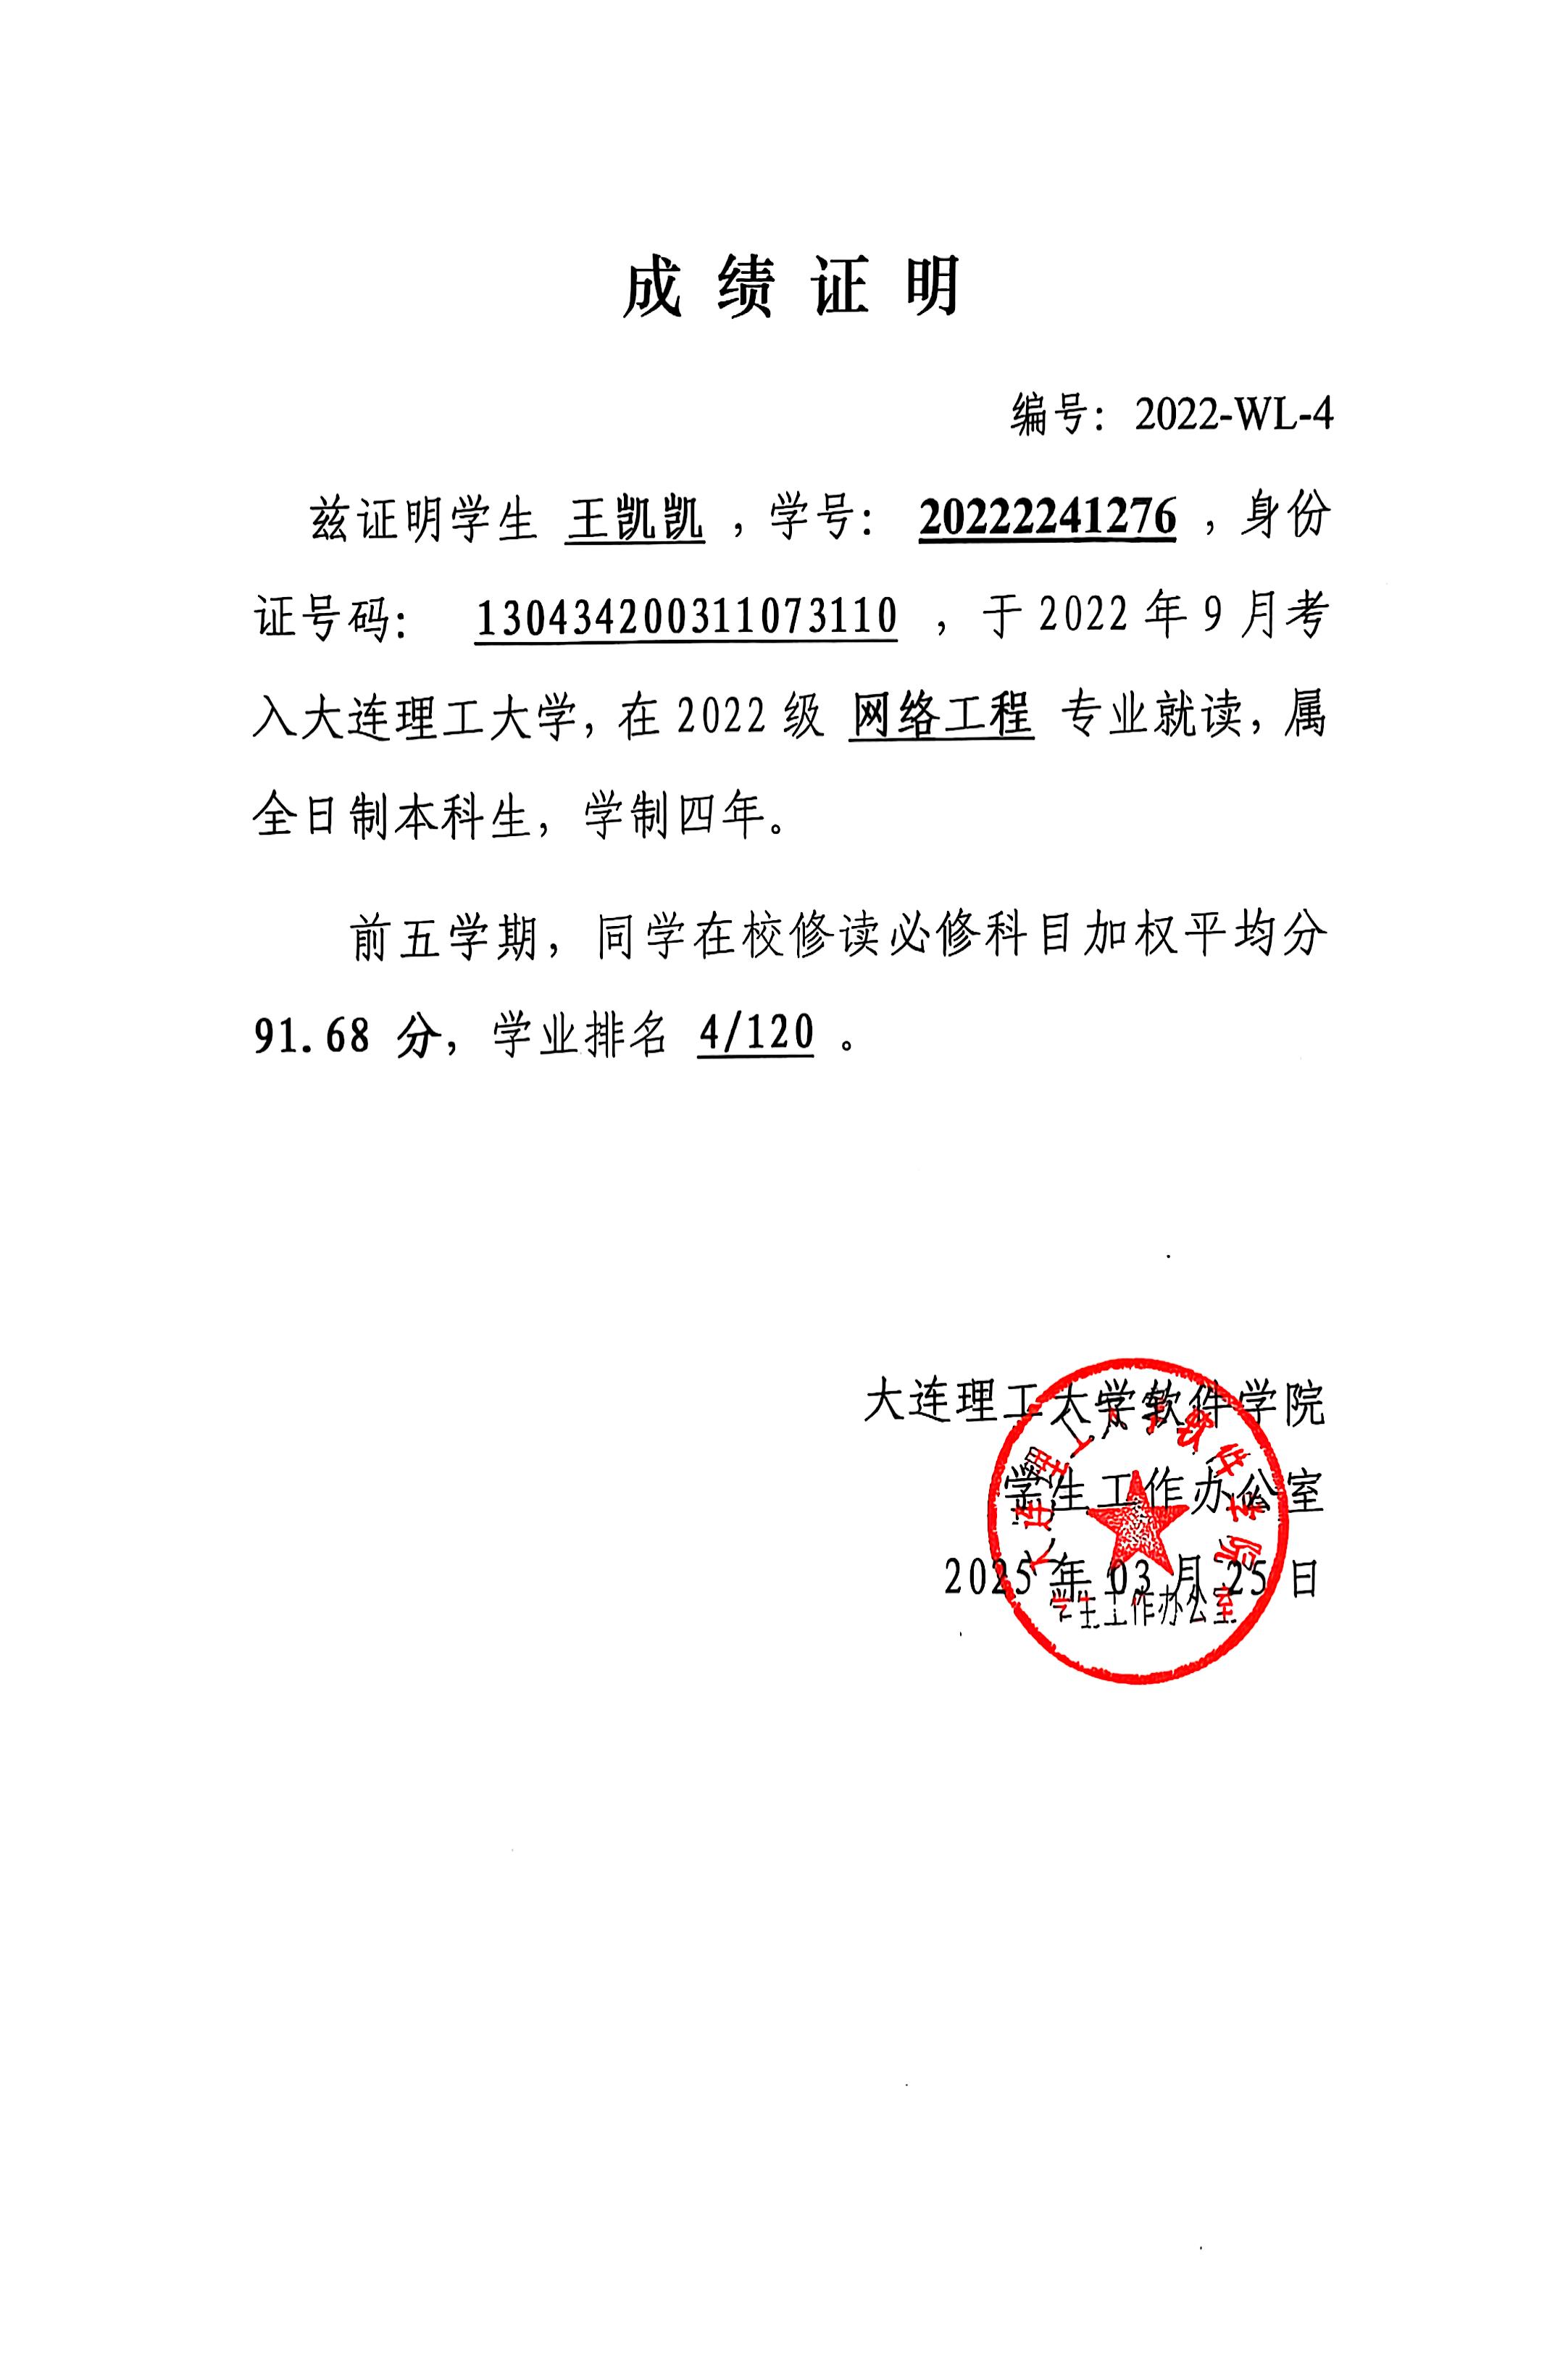 成绩证明
编号：2022-WL-4
兹证明学生 王凯凯 ，学号： 20222241276 ，身份
证号码： 130434200311073110 ，于 2022 年 9 月考
入大连理工大学，在 2022 级 网络工程 专业就读，属
全日制本科生，学制四年。
前五学期，同学在校修读必修科目加权平均分
91.68 分，学业排名 4/120 。
大连理工大学软件学院
学生工作办公室
2025 年 03 月 25 日
大连理工大学软件学院
学生工作办公室